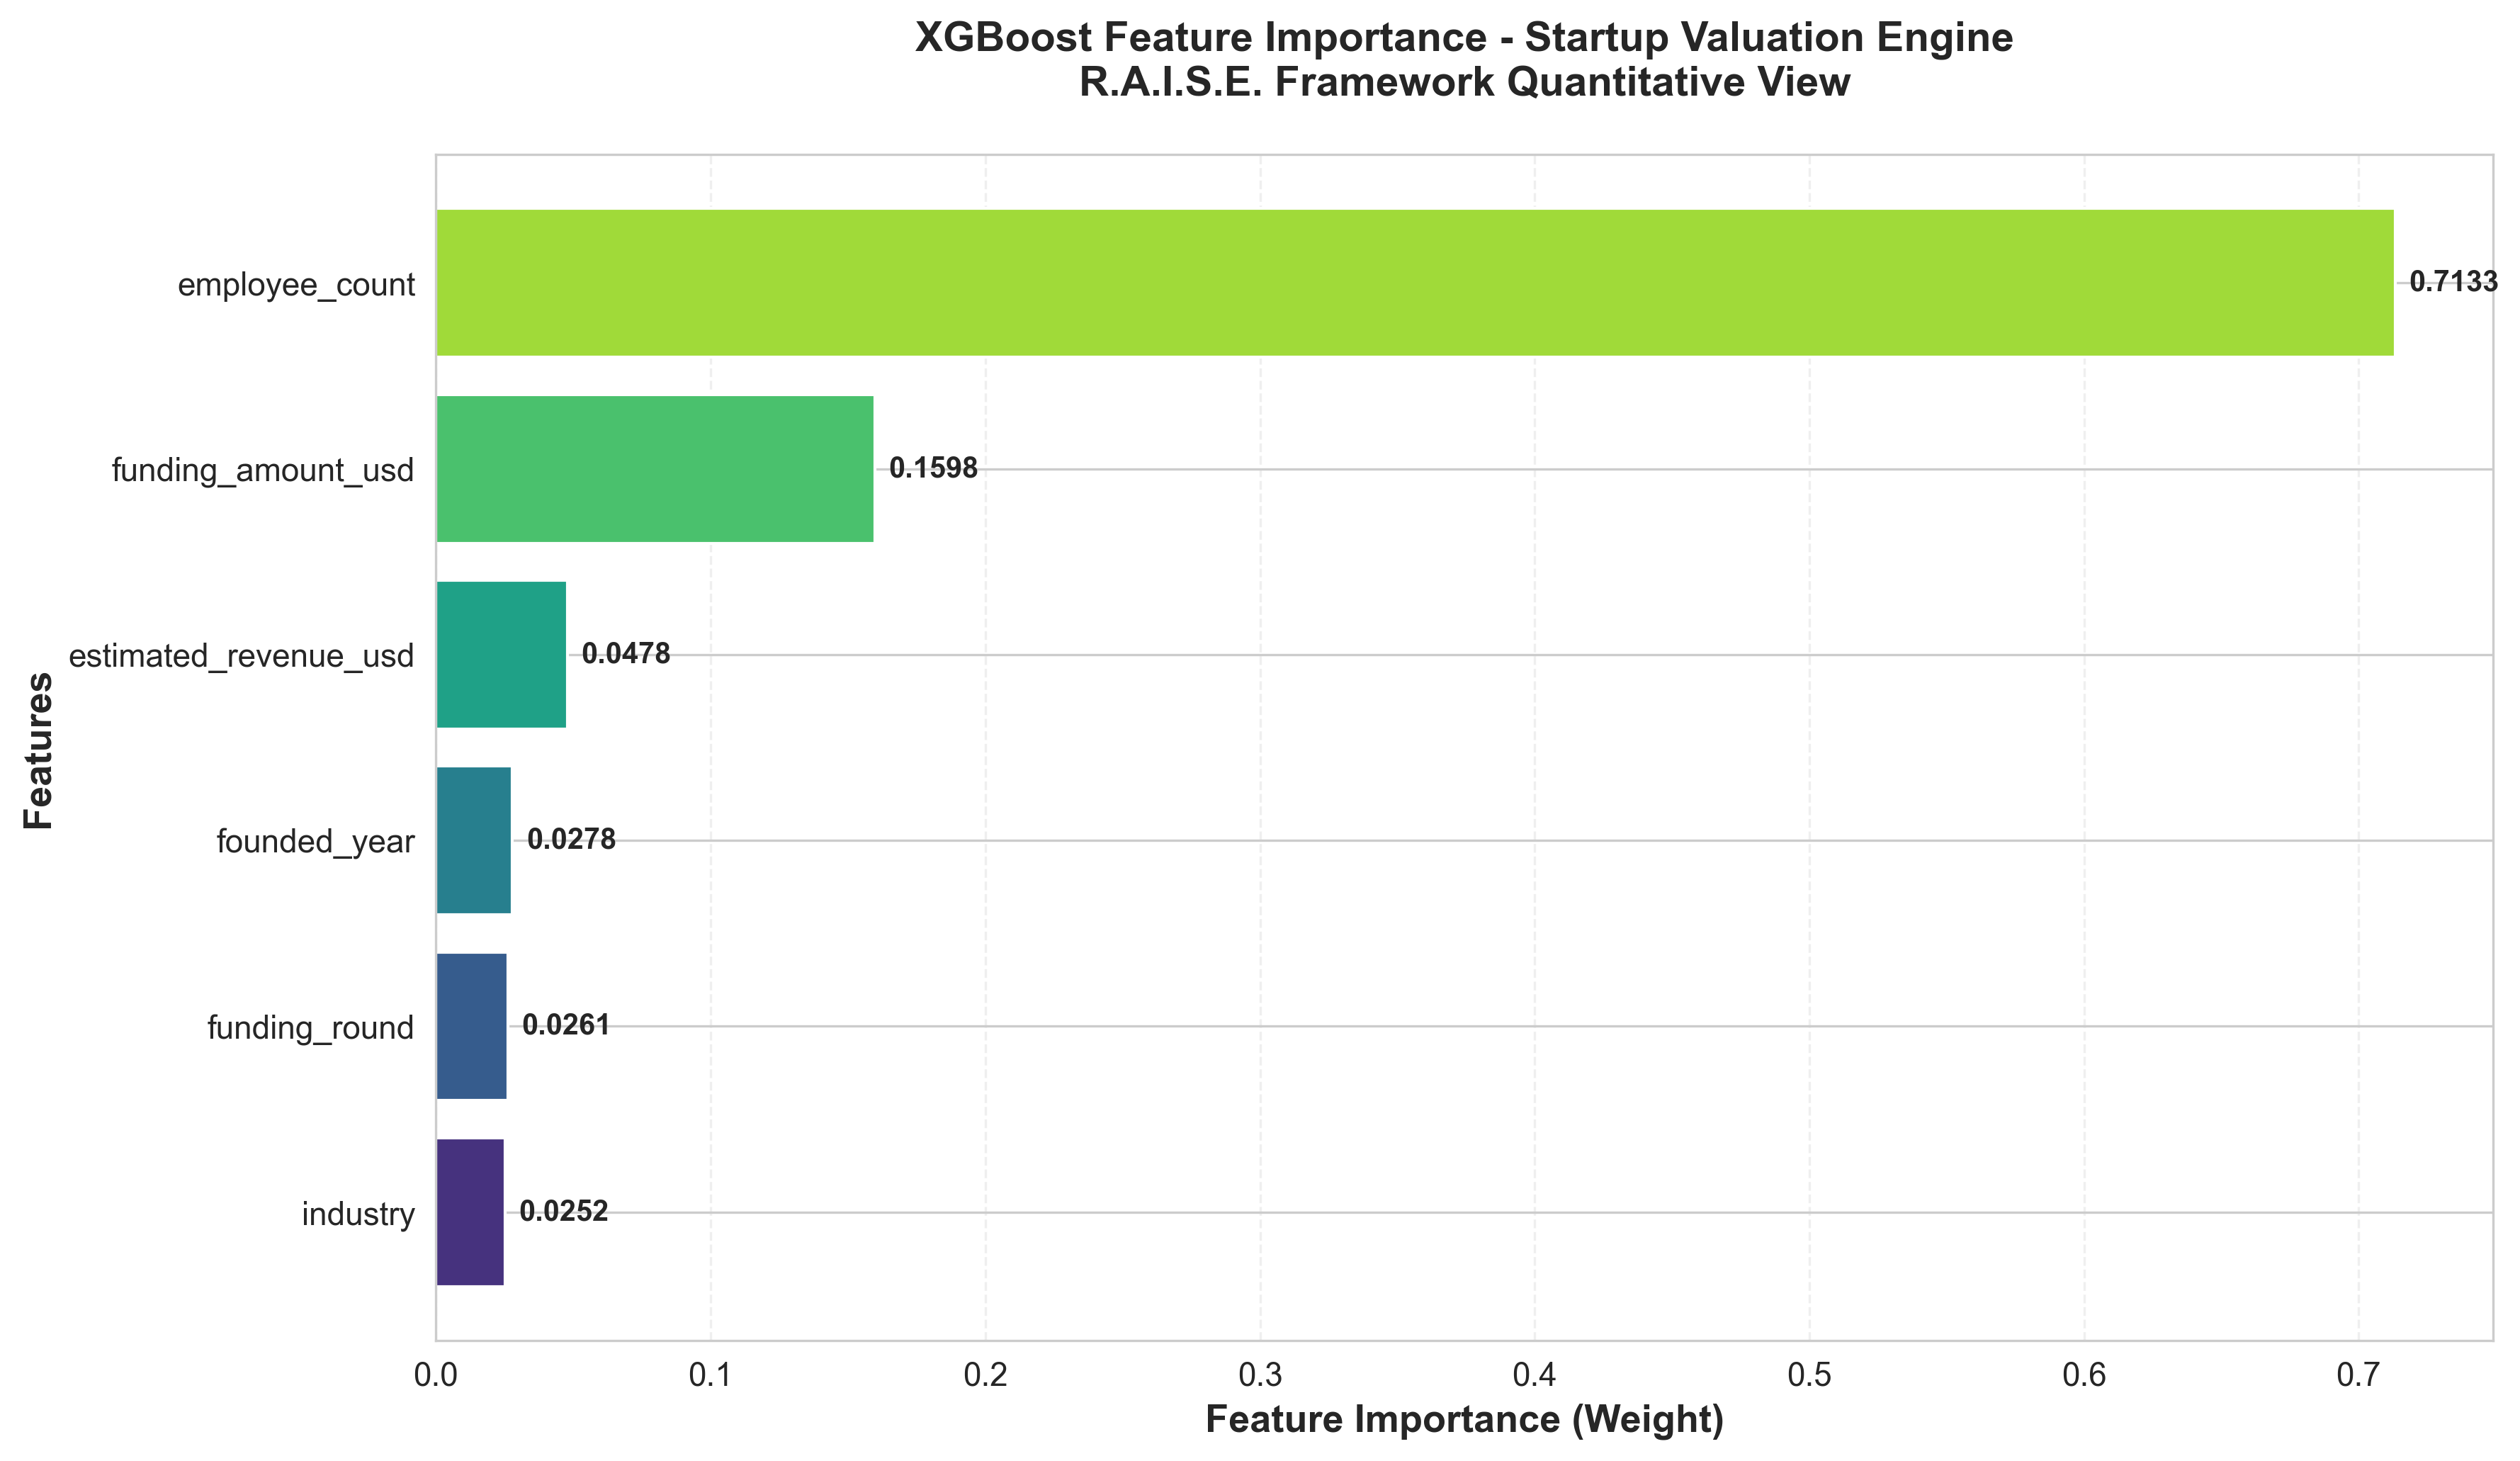 XGBoost Feature Importance - Startup Valuation Engine
R.A.I.S.E. Framework Quantitative View
Features
employee_count
0.7133
funding_amount_usd
0.1598
estimated_revenue_usd
0.0478
founded_year
0.0278
funding_round
0.0261
industry
0.0252
0.0 0.1 0.2 0.3 0.4 0.5 0.6 0.7
Feature Importance (Weight)